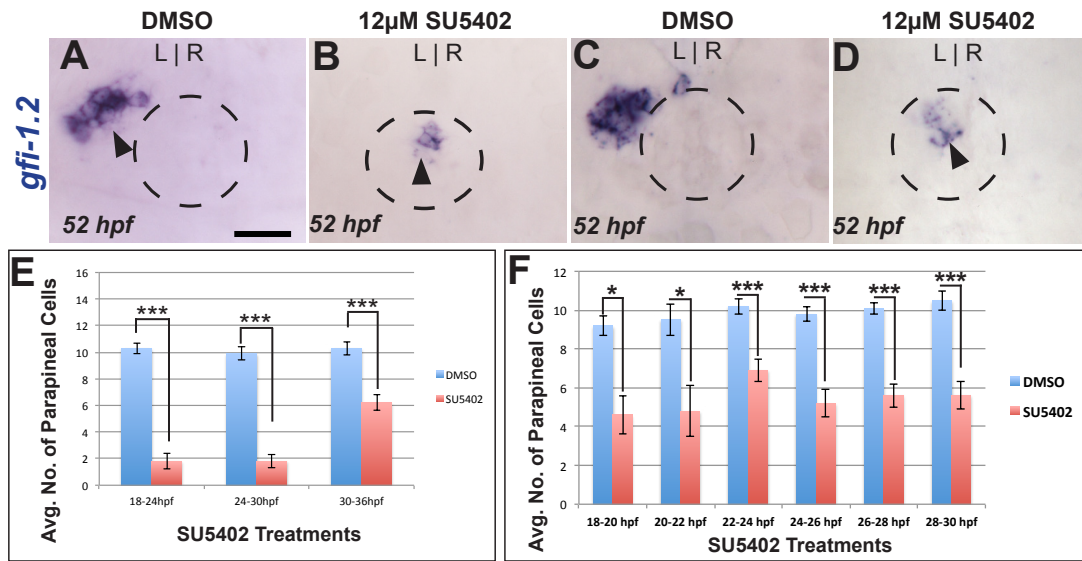 DMSO
12µM SU5402
DMSO
12µM SU5402
gfi-1.2
A
L | R
52 hpf
B
L | R
52 hpf
C
L | R
52 hpf
D
L | R
52 hpf
E
Avg. No. of Parapineal Cells
16
14
12
10
8
6
4
2
0
***
***
***
18-24hpf
24-30hpf
30-36hpf
SU5402 Treatments
DMSO
SU5402
F
Avg. No. of Parapineal Cells
12
10
8
6
4
2
0
*
*
***
***
***
***
18-20 hpf
20-22 hpf
22-24 hpf
24-26 hpf
26-28 hpf
28-30 hpf
SU5402 Treatments
DMSO
SU5402